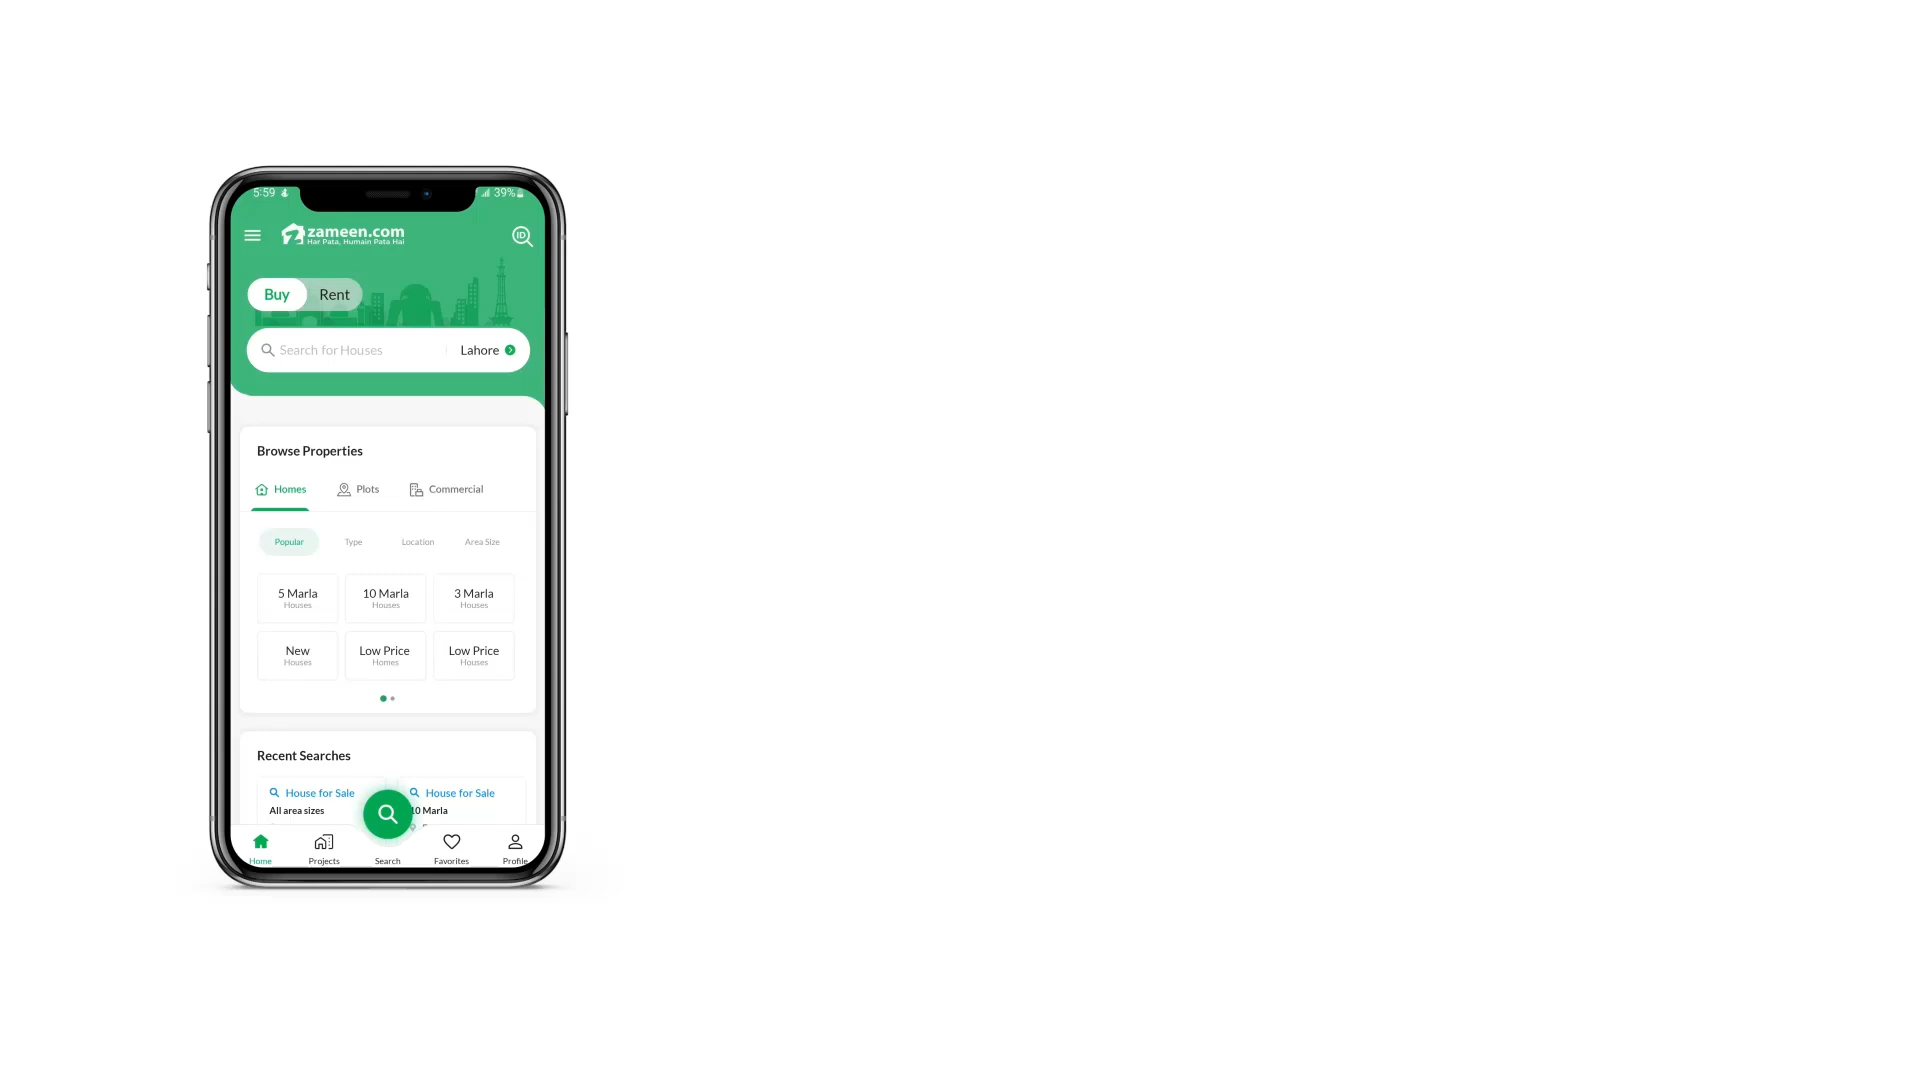 5:59
39%
zameen.com
Har Pata, Humain Pata Hai
ID
Buy Rent
Search for Houses Lahore
Browse Properties
Homes Plots Commercial
Popular Type Location Area Size
5 Marla 10 Marla 3 Marla
Houses Houses Houses
New Low Price Low Price
Houses Homes Houses
Recent Searches
House for Sale House for Sale
All area sizes 10 Marla
Home Projects Search Favorites Profile